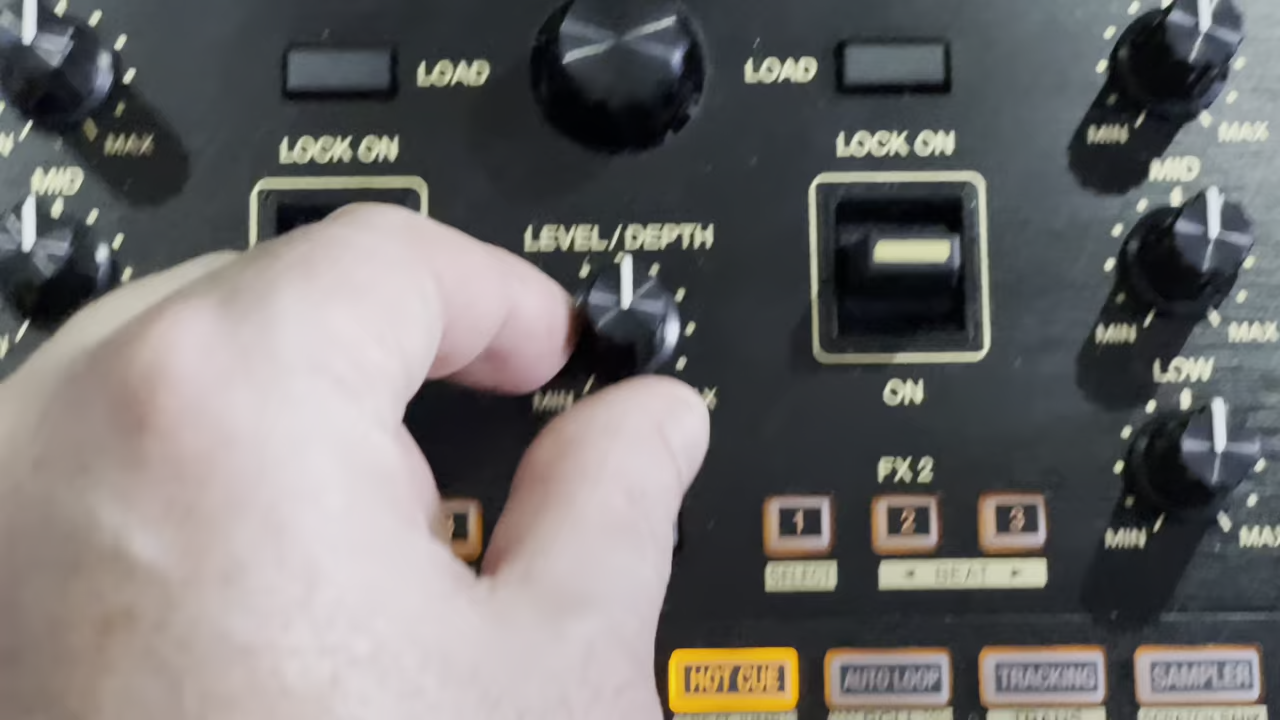 LOAD
LOAD
LOCK ON
LOCK ON
MAX
MIN
MAX
MID
MID
LEVEL/DEPTH
MIN
MAX
LOW
MIN
ON
FX 2
1
2
3
SELECT
BEAT
MIN
MAX
HOT CUE
AUTO LOOP
TRACKING
SAMPLER